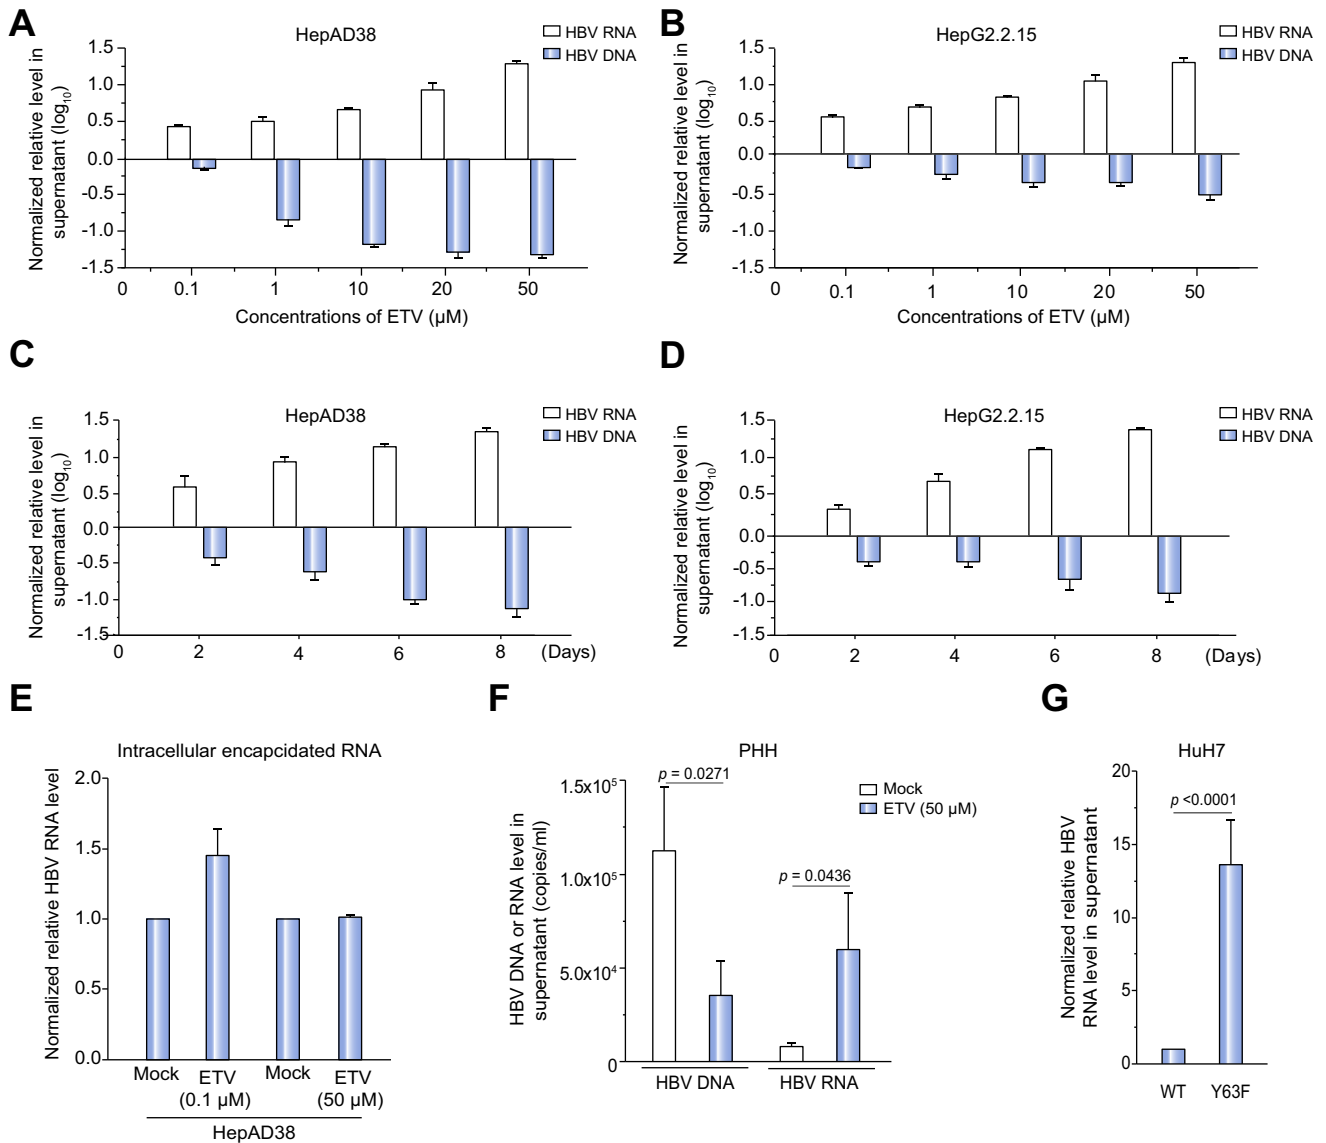 A
HepAD38
HBV RNA
HBV DNA
Normalized relative level in
supernatant (log10)
1.5
1.0
0.5
0.0
-0.5
-1.0
-1.5
0 0.1 1 10 20 50
Concentrations of ETV (µM)
B
HepG2.2.15
HBV RNA
HBV DNA
Normalized relative level in
supernatant (log10)
1.5
1.0
0.5
0
-0.5
-1.0
-1.5
0 0.1 1 10 20 50
Concentrations of ETV (µM)
C
HepAD38
HBV RNA
HBV DNA
Normalized relative level in
supernatant (log10)
1.5
1.0
0.5
0.0
-0.5
-1.0
-1.5
0 2 4 6 8 (Days)
D
HepG2.2.15
HBV RNA
HBV DNA
Normalized relative level in
supernatant (log10)
1.5
1.0
0.5
0.0
-0.5
-1.0
-1.5
0 2 4 6 8 (Days)
E
Intracellular encapcidated RNA
Normalized relative HBV RNA level
2.0
1.5
1.0
0.5
0.0
Mock ETV Mock ETV
(0.1 µM) (50 µM)
HepAD38
F
PHH
Mock
ETV (50 µM)
HBV DNA or RNA level in
supernatant (copies/ml)
1.5x10⁵
1.0x10⁵
5.0x10⁴
0
p = 0.0271
p = 0.0436
HBV DNA HBV RNA
G
HuH7
Normalized relative HBV
RNA level in supernatant
20
15
10
5
0
p <0.0001
WT Y63F